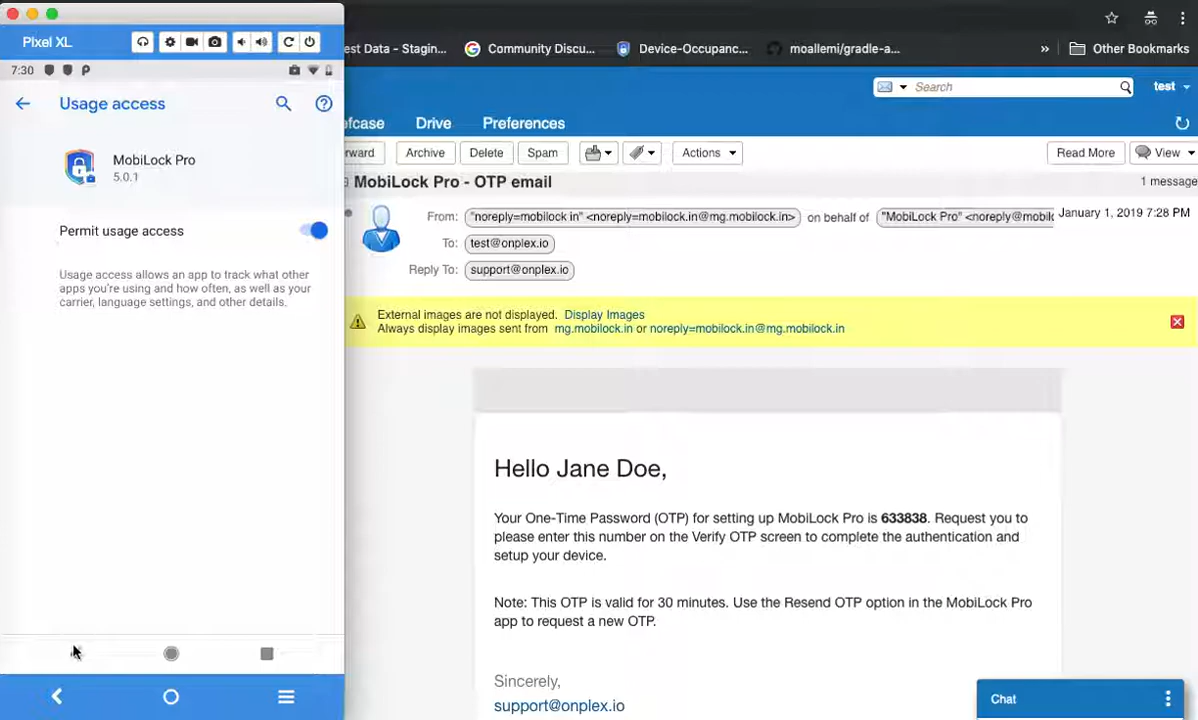 Pixel XL
7:30
Usage access
MobiLock Pro
5.0.1
Permit usage access
Usage access allows an app to track what other
apps you're using and how often, as well as your
carrier, language settings, and other details.
est Data - Stagin...
Community Discu...
Device-Occupanc...
moallemi/gradle-a...
»
Other Bookmarks
Search
test
efcase
Drive
Preferences
rward
Archive
Delete
Spam
Actions
Read More
View
MobiLock Pro - OTP email
1 message
From: "noreply=mobilock in" <noreply=mobilock.in@mg.mobilock.in> on behalf of "MobiLock Pro" <noreply@mobilo
January 1, 2019 7:28 PM
To: test@onplex.io
Reply To: support@onplex.io
External images are not displayed. Display Images
Always display images sent from mg.mobilock.in or noreply=mobilock.in@mg.mobilock.in
Hello Jane Doe,
Your One-Time Password (OTP) for setting up MobiLock Pro is 633838. Request you to
please enter this number on the Verify OTP screen to complete the authentication and
setup your device.
Note: This OTP is valid for 30 minutes. Use the Resend OTP option in the MobiLock Pro
app to request a new OTP.
Sincerely,
support@onplex.io
Chat